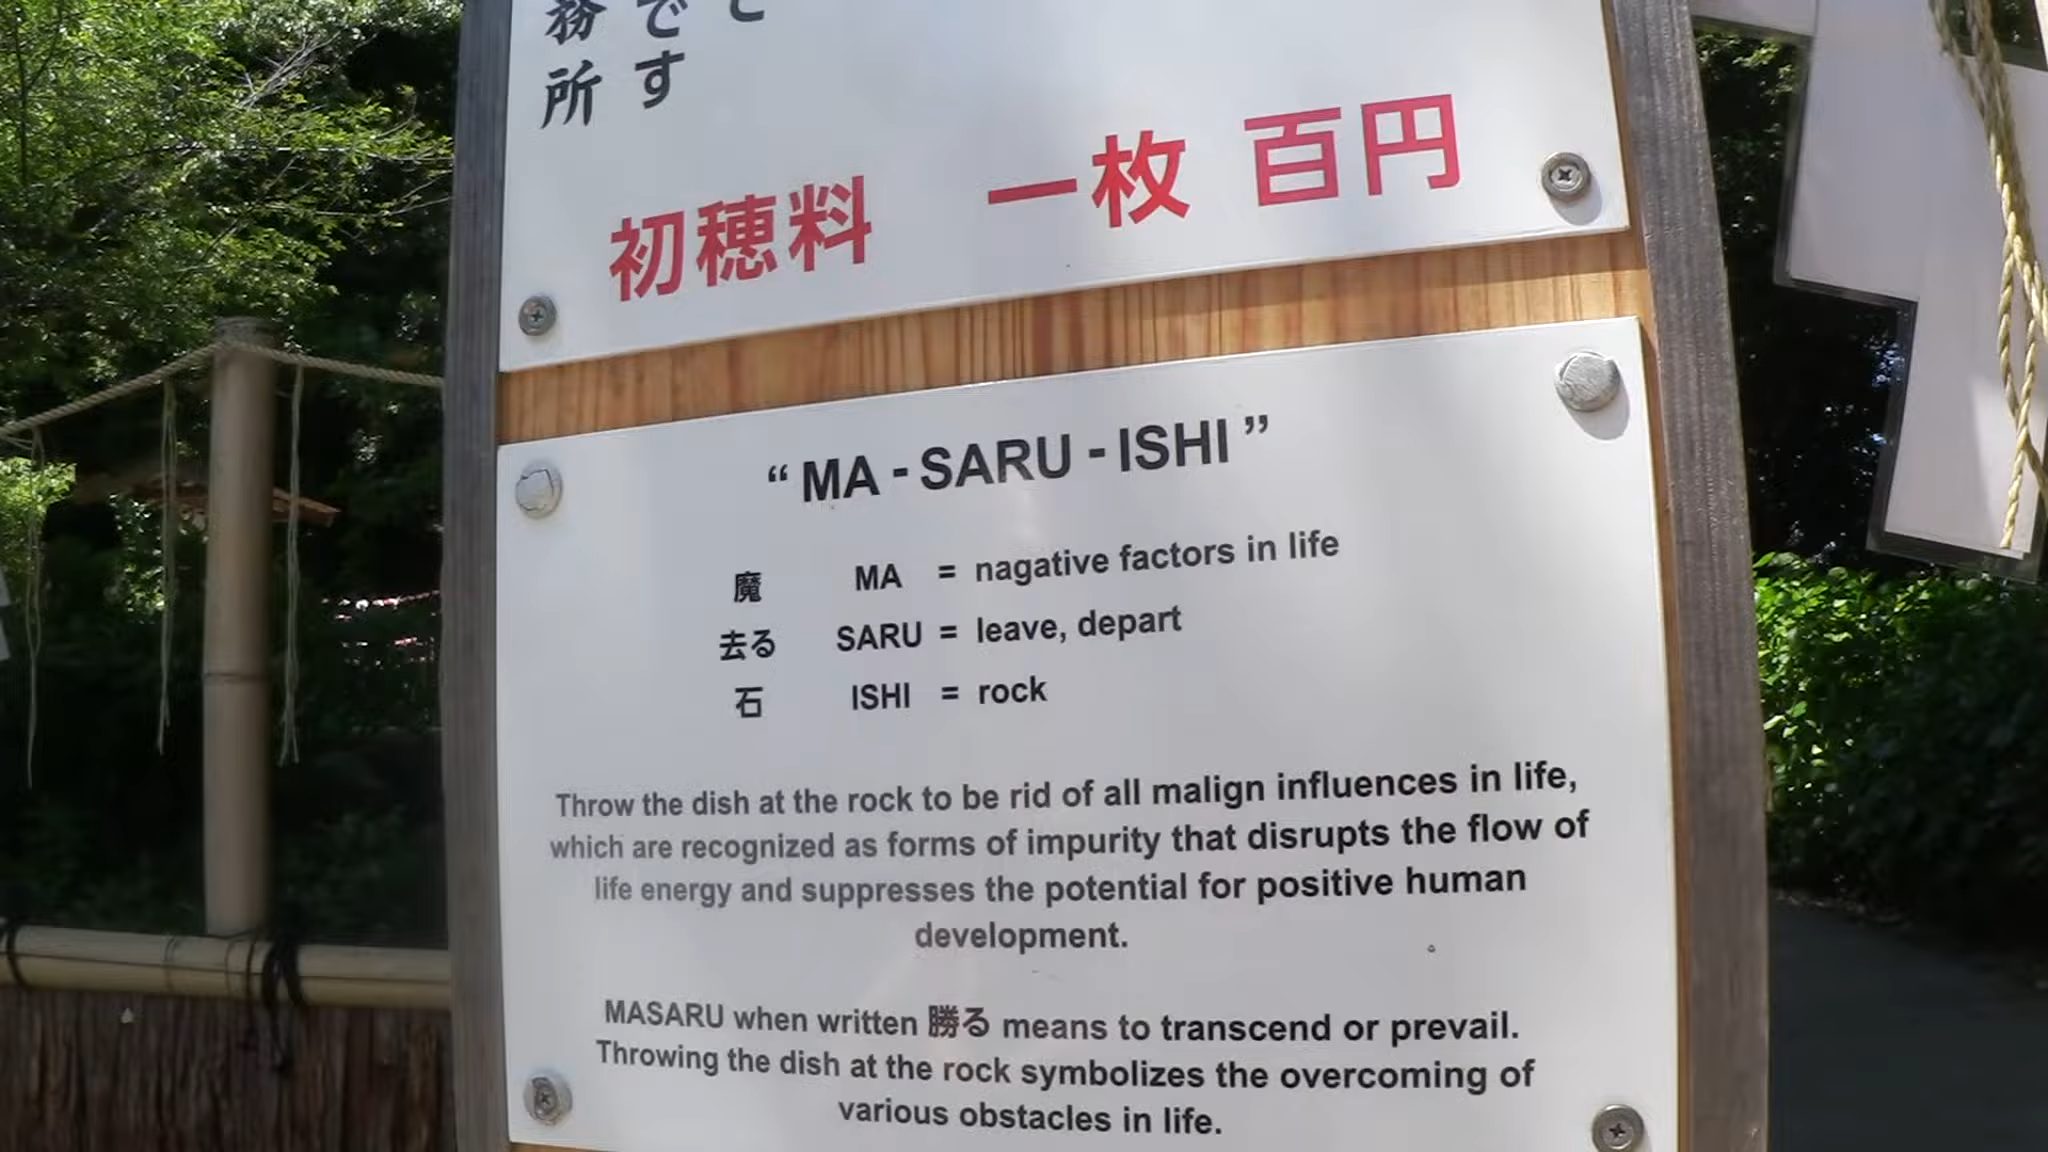 です
務所
初穂料 一枚 百円
“ MA - SARU - ISHI ”
魔 MA = nagative factors in life
去る SARU = leave, depart
石 ISHI = rock
Throw the dish at the rock to be rid of all malign influences in life,
which are recognized as forms of impurity that disrupts the flow of
life energy and suppresses the potential for positive human
development.
MASARU when written 勝る means to transcend or prevail.
Throwing the dish at the rock symbolizes the overcoming of
various obstacles in life.